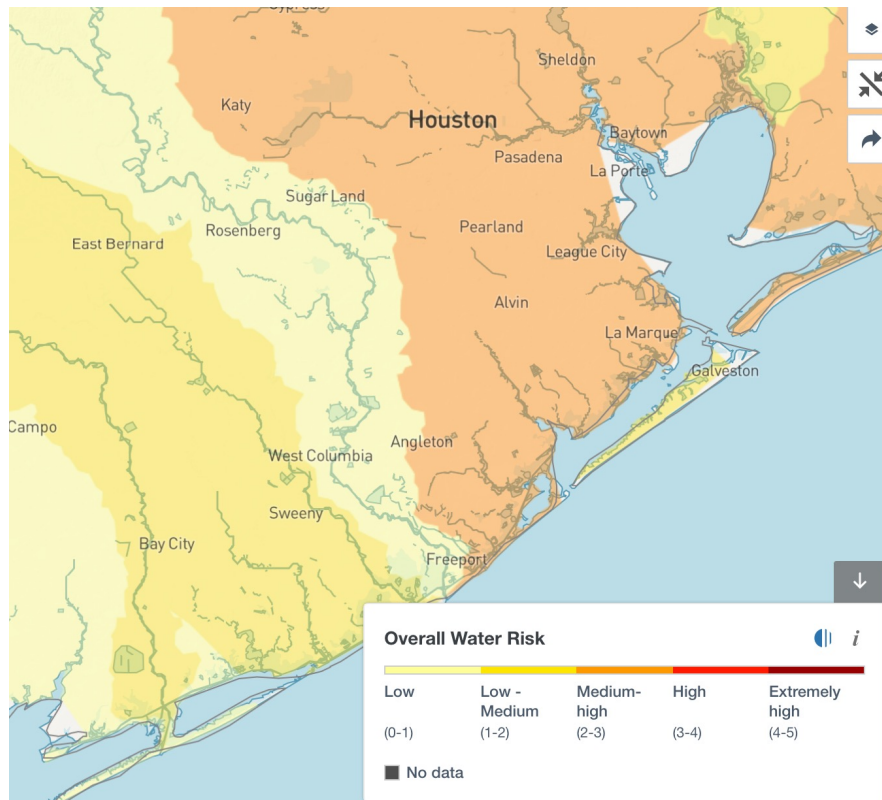 Cypress
Sheldon
Katy
Houston
Baytown
Pasadena
La Porte
Sugar Land
Rosenberg
Pearland
East Bernard
League City
Alvin
La Marque
Galveston
Campo
Angleton
West Columbia
Sweeny
Bay City
Freeport
Overall Water Risk
i
Low
Low -
Medium
Medium-
high
High
Extremely
high
(0-1)
(1-2)
(2-3)
(3-4)
(4-5)
No data